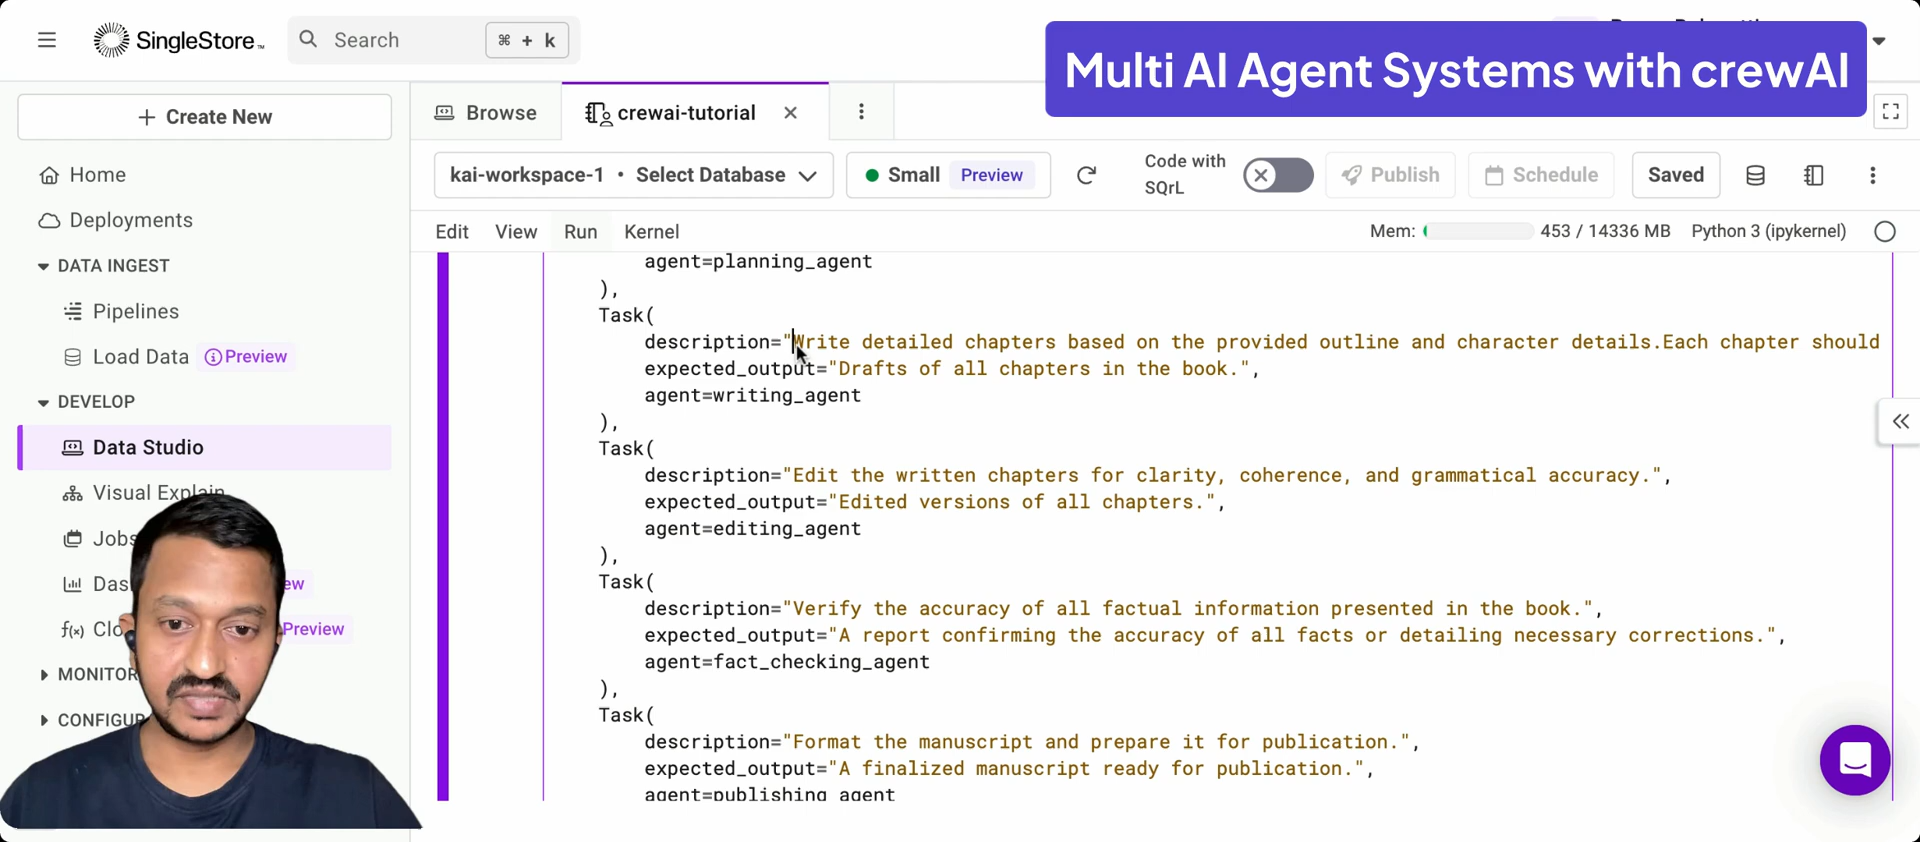 SingleStore™
Search
⌘ + k
Multi AI Agent Systems with crewAI
Create New
Browse
crewai-tutorial
Home
Deployments
DATA INGEST
Pipelines
Load Data
Preview
DEVELOP
Data Studio
Visual Explain
Jobs
Preview
kai-workspace-1 • Select Database
Small
Preview
Code with
SQrL
Publish
Schedule
Saved
Edit
View
Run
Kernel
Mem:
453 / 14336 MB
Python 3 (ipykernel)
agent=planning_agent
),
Task(
description="Write detailed chapters based on the provided outline and character details.Each chapter should
expected_output="Drafts of all chapters in the book.",
agent=writing_agent
),
Task(
description="Edit the written chapters for clarity, coherence, and grammatical accuracy.",
expected_output="Edited versions of all chapters.",
agent=editing_agent
),
Task(
description="Verify the accuracy of all factual information presented in the book.",
expected_output="A report confirming the accuracy of all facts or detailing necessary corrections.",
agent=fact_checking_agent
),
Task(
description="Format the manuscript and prepare it for publication.",
expected_output="A finalized manuscript ready for publication.",
agent=publishing_agent